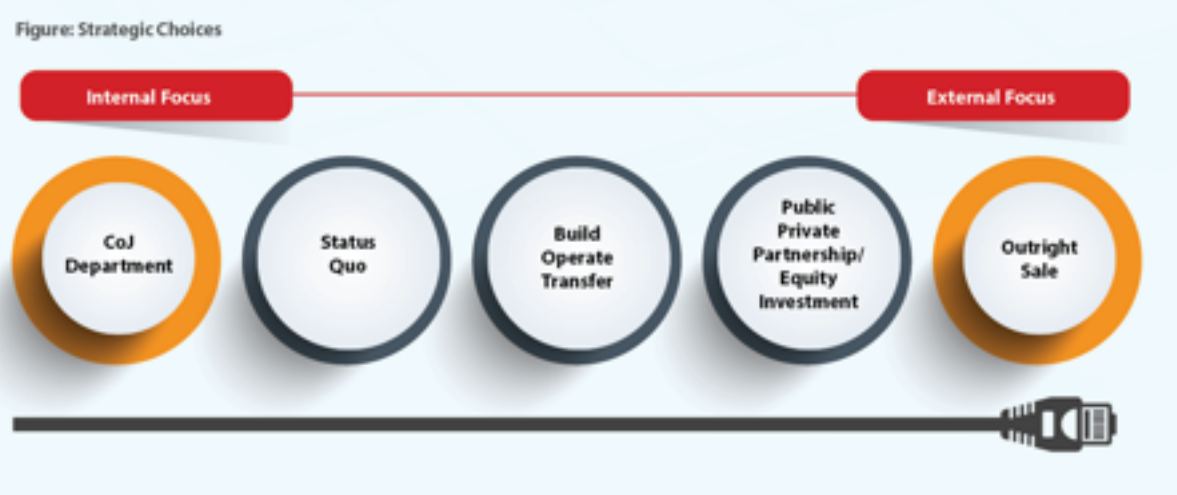 Figure: Strategic Choices
Internal Focus
External Focus
CoJ
Department
Status
Quo
Build
Operate
Transfer
Public
Private
Partnership/
Equity
Investment
Outright
Sale